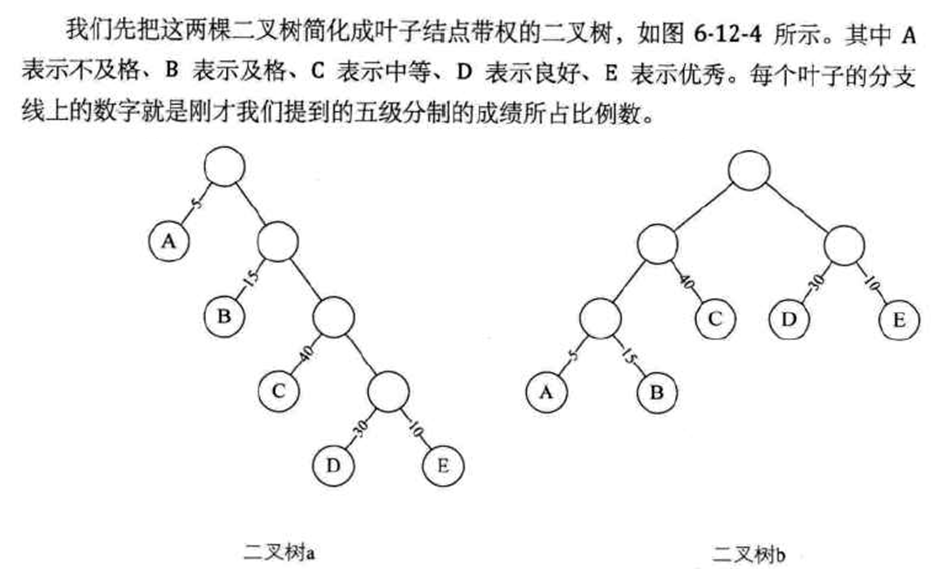 我们先把这两棵二叉树简化成叶子结点带权的二叉树，如图 6-12-4 所示。其中 A
表示不及格、B 表示及格、C 表示中等、D 表示良好、E 表示优秀。每个叶子的分支
线上的数字就是刚才我们提到的五级分制的成绩所占比例数。
5
A
15
B
40
C
30
10
D
E
二叉树a
40
30
10
C
D
E
5
15
A
B
二叉树b